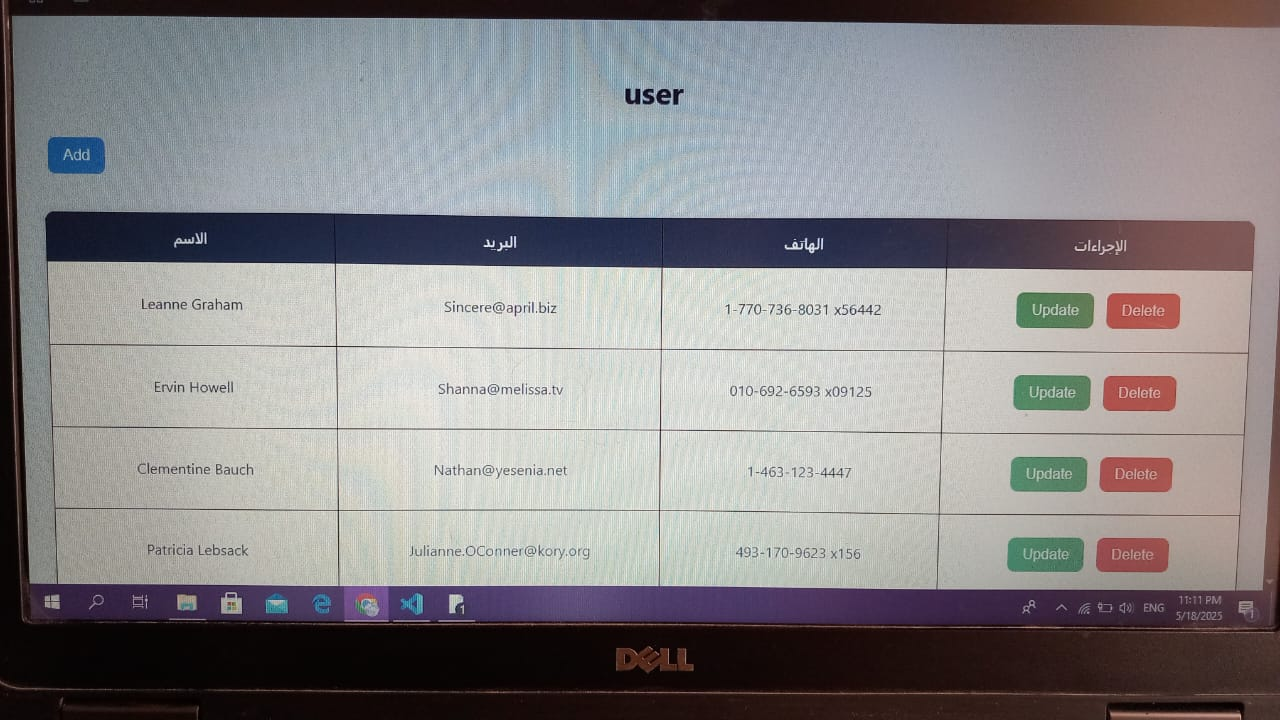 user
Add
الاسم البريد الهاتف الإجراءات
Leanne Graham Sincere@april.biz 1-770-736-8031 x56442 Update Delete
Ervin Howell Shanna@melissa.tv 010-692-6593 x09125 Update Delete
Clementine Bauch Nathan@yesenia.net 1-463-123-4447 Update Delete
Patricia Lebsack Julianne.OConner@kory.org 493-170-9623 x156 Update Delete
ENG 11:11 PM
5/18/2025
1
DELL